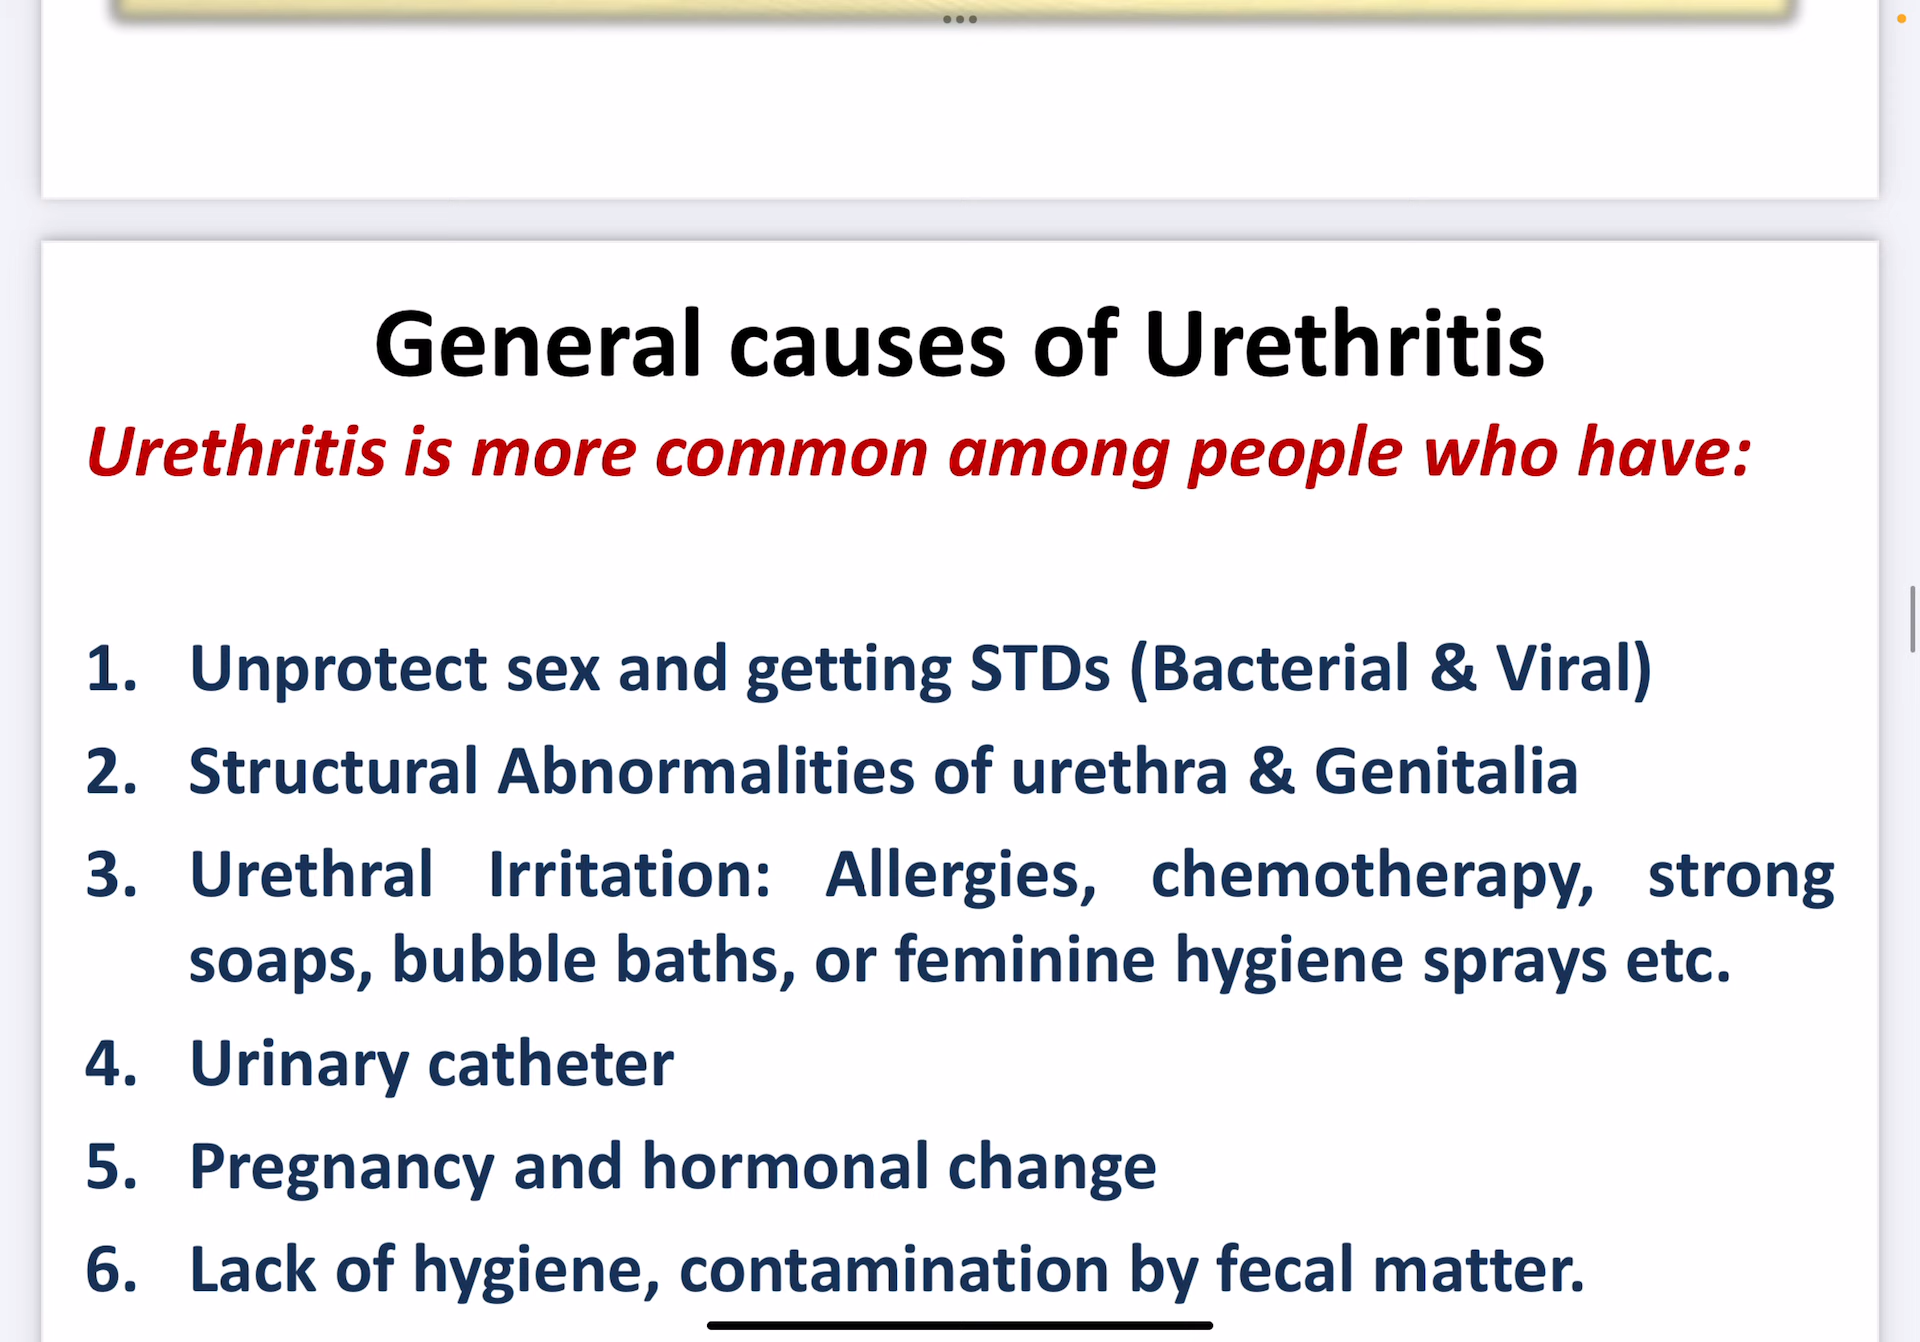 General causes of Urethritis
Urethritis is more common among people who have:
1. Unprotect sex and getting STDs (Bacterial & Viral)
2. Structural Abnormalities of urethra & Genitalia
3. Urethral Irritation: Allergies, chemotherapy, strong
soaps, bubble baths, or feminine hygiene sprays etc.
4. Urinary catheter
5. Pregnancy and hormonal change
6. Lack of hygiene, contamination by fecal matter.